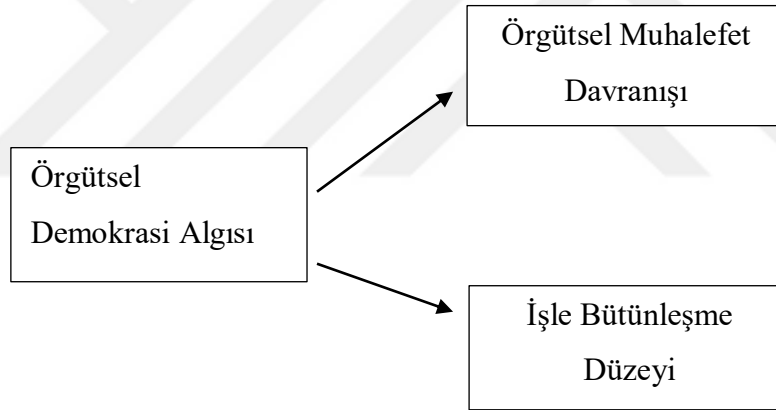 Örgütsel Muhalefet
Davranışı
Örgütsel
Demokrasi Algısı
İşle Bütünleşme
Düzeyi